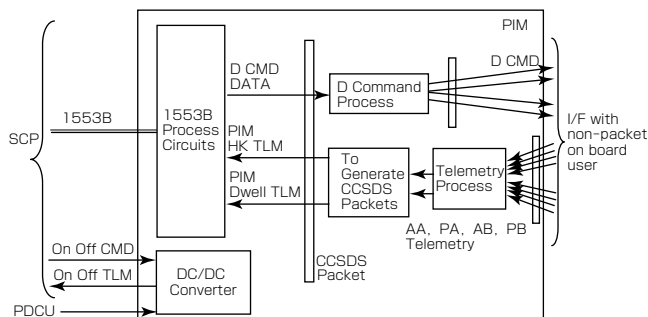 PIM
SCP
1553B
1553B
Process
Circuits
D CMD
DATA
D Command
Process
D CMD
I/F with
non-packet
on board
user
PIM
HK TLM
PIM
Dwell TLM
To
Generate
CCSDS
Packets
Telemetry
Process
AA, PA, AB, PB
Telemetry
CCSDS
Packet
On Off CMD
On Off TLM
DC/DC
Converter
PDCU